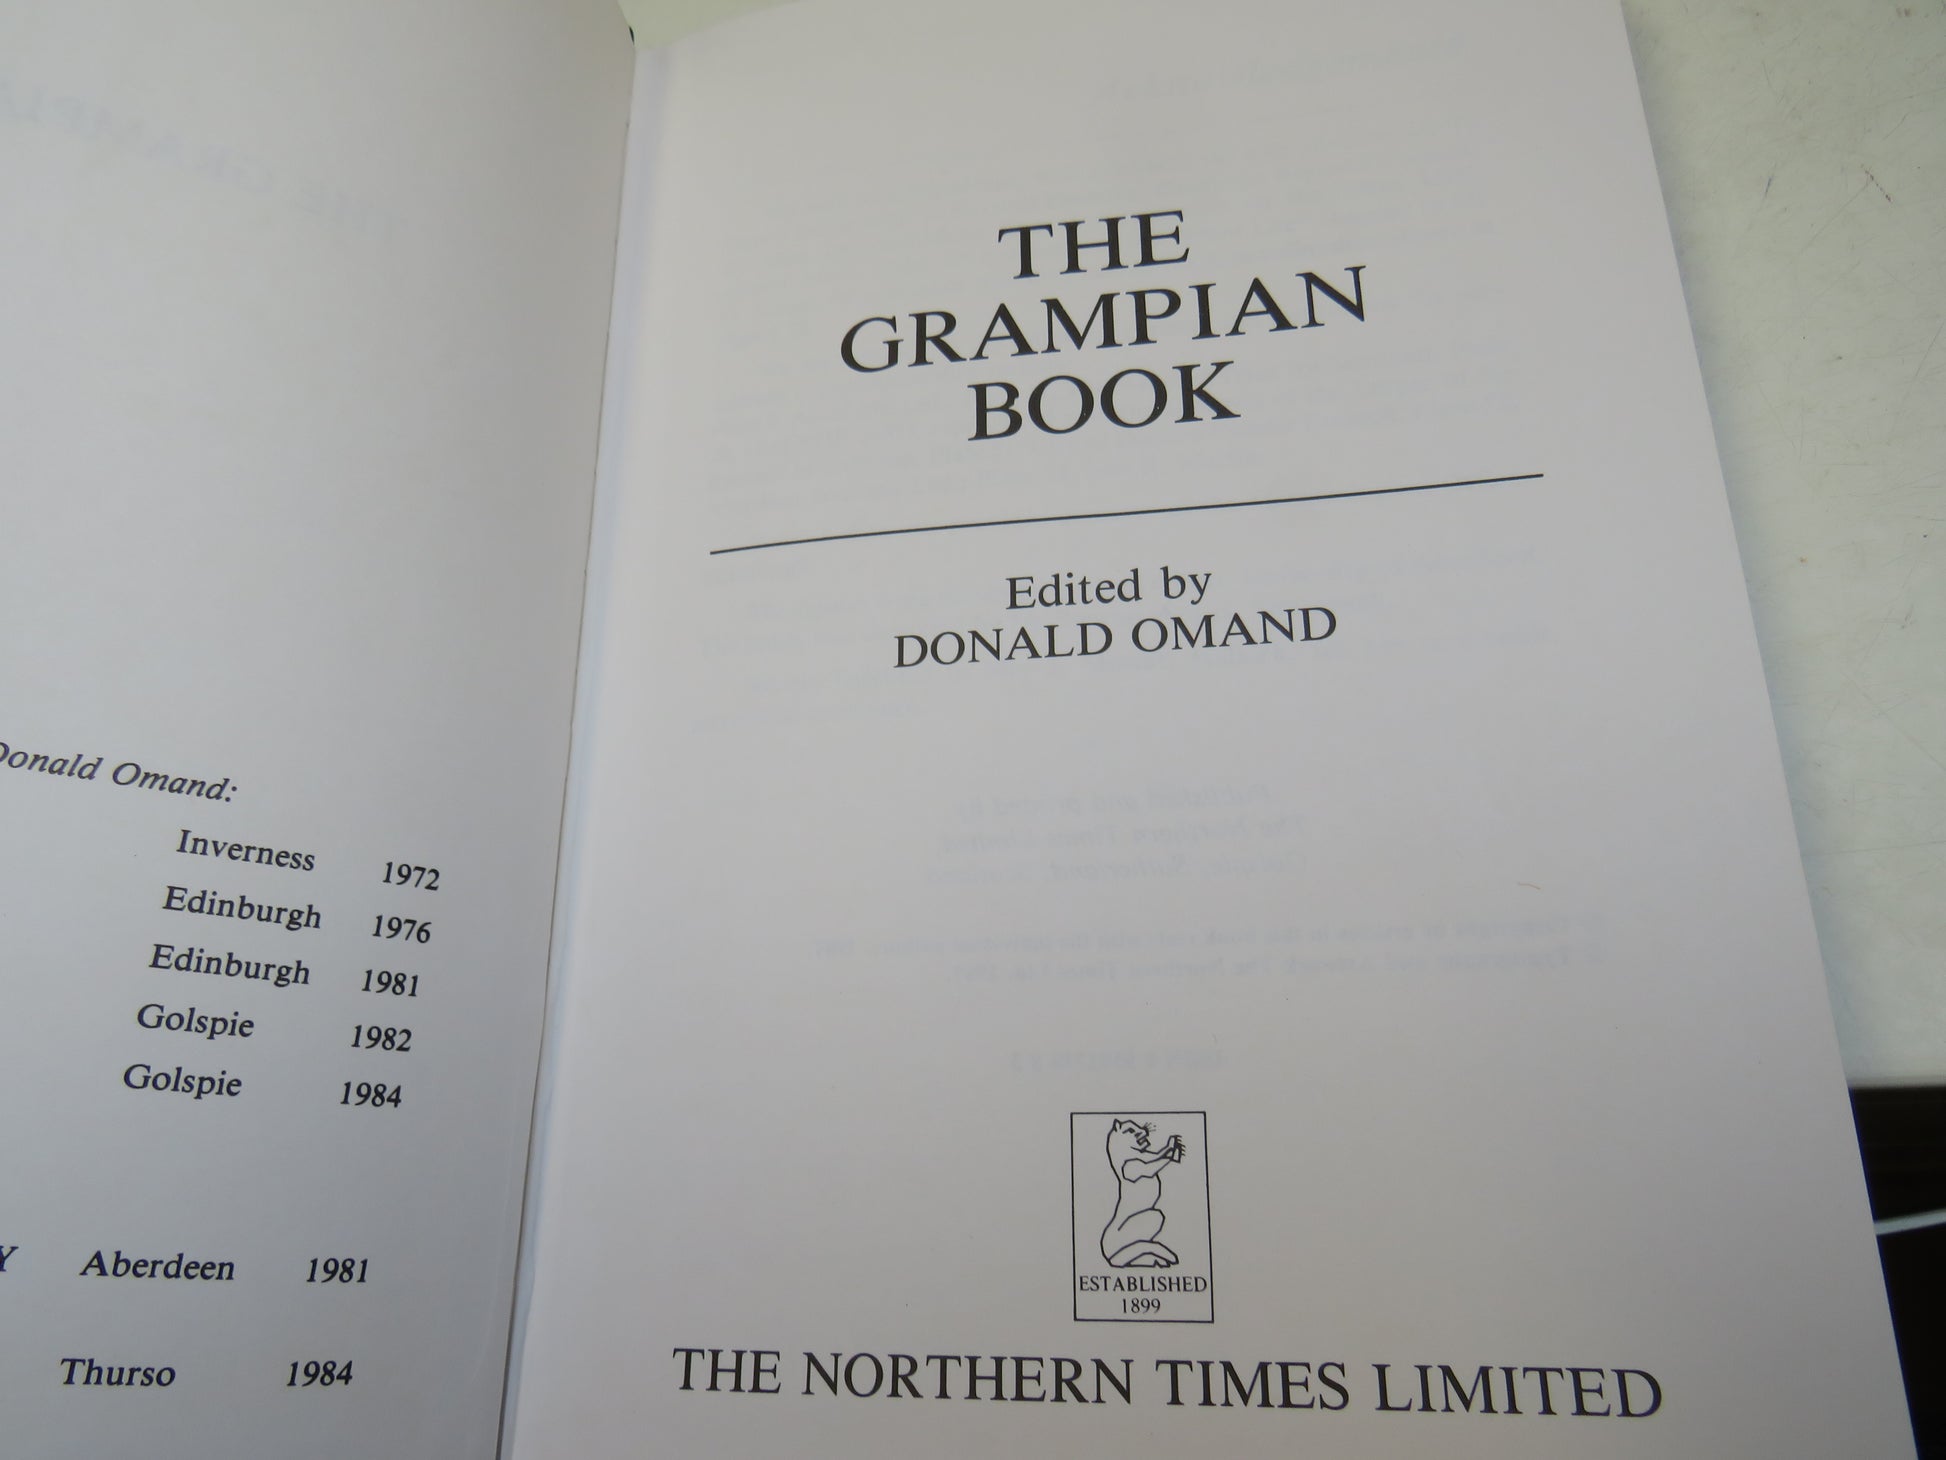 Donald Omand:
Inverness 1972
Edinburgh 1976
Edinburgh 1981
Golspie 1982
Golspie 1984
Y Aberdeen 1981
Thurso 1984
THE
GRAMPIAN
BOOK
Edited by
DONALD OMAND
ESTABLISHED
1899
THE NORTHERN TIMES LIMITED